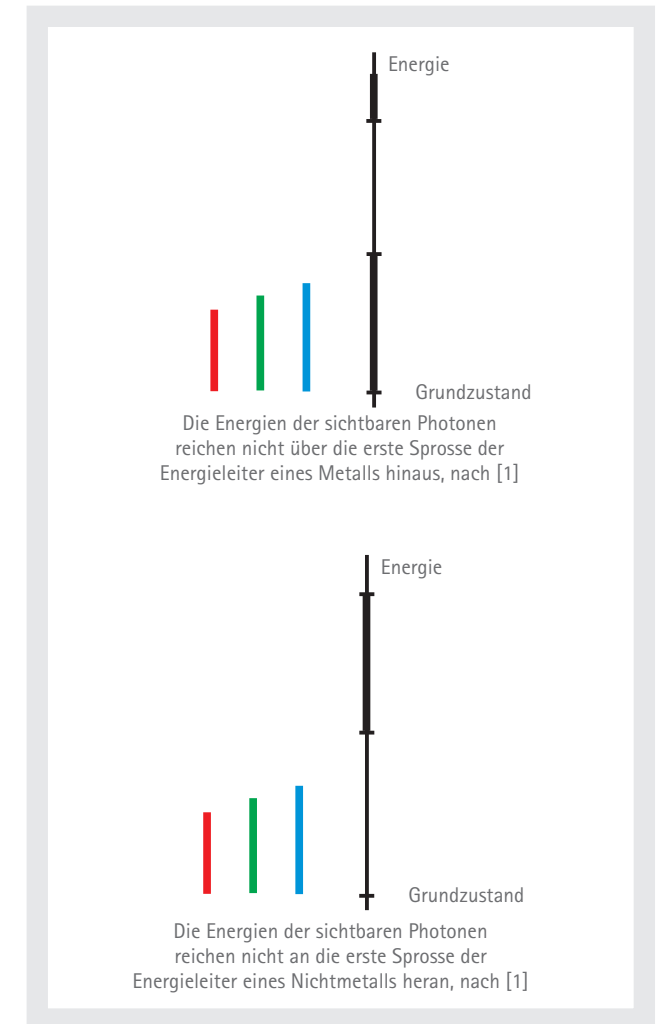 Energie
Grundzustand
Die Energien der sichtbaren Photonen
reichen nicht über die erste Sprosse der
Energieleiter eines Metalls hinaus, nach [1]
Energie
Grundzustand
Die Energien der sichtbaren Photonen
reichen nicht an die erste Sprosse der
Energieleiter eines Nichtmetalls heran, nach [1]